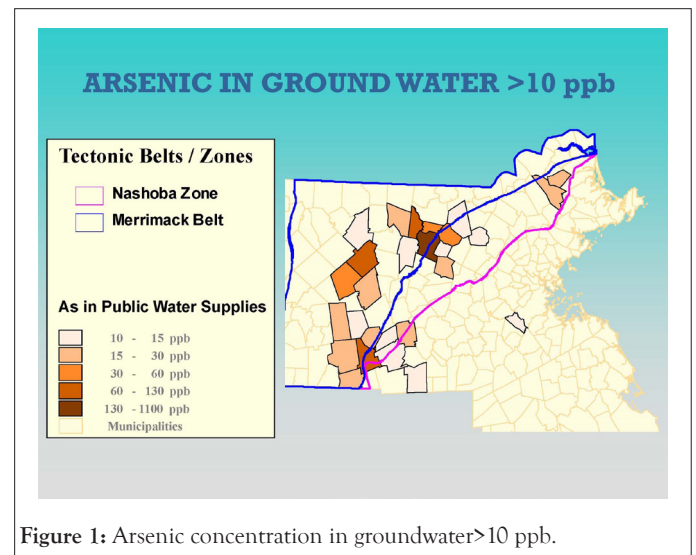 ARSENIC IN GROUND WATER >10 ppb
Tectonic Belts / Zones
Nashoba Zone
Merrimack Belt
As in Public Water Supplies
10 - 15 ppb
15 - 30 ppb
30 - 60 ppb
60 - 130 ppb
130 -1100 ppb
Municipalities
Figure 1: Arsenic concentration in groundwater>10 ppb.